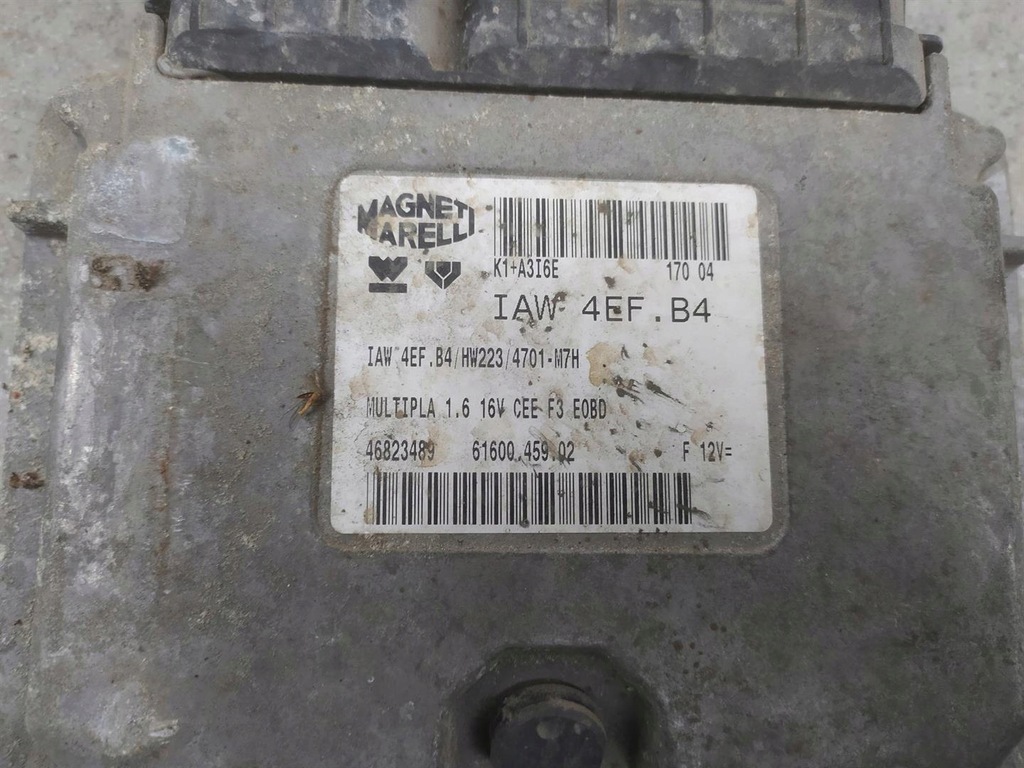 MAGNETI
MARELLI
K1+A3I6E 170 04
IAW 4EF.B4
IAW 4EF.B4/HW223/4701-M7H
MULTIPLA 1.6 16V CEE F3 EOBD
46823489 61600.459.02 F 12V=